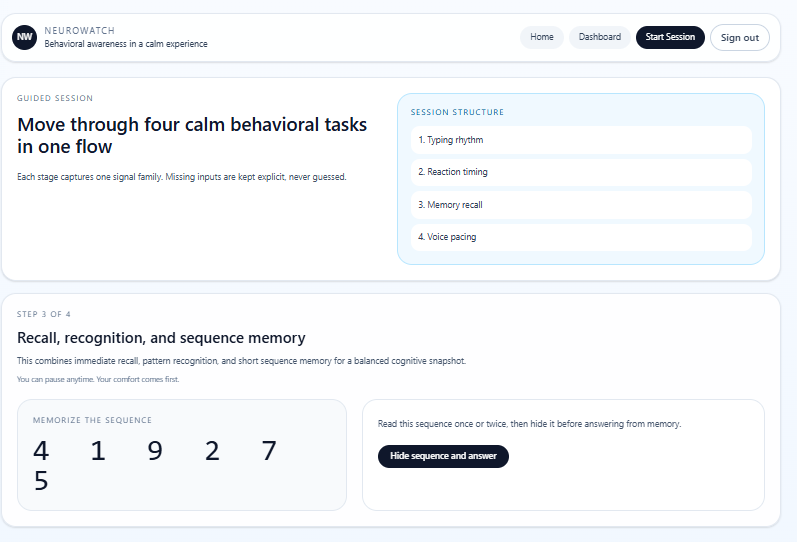 NW
NEUROWATCH
Behavioral awareness in a calm experience
Home
Dashboard
Start Session
Sign out
GUIDED SESSION
Move through four calm behavioral tasks
in one flow
Each stage captures one signal family. Missing inputs are kept explicit, never guessed.
SESSION STRUCTURE
1. Typing rhythm
2. Reaction timing
3. Memory recall
4. Voice pacing
STEP 3 OF 4
Recall, recognition, and sequence memory
This combines immediate recall, pattern recognition, and short sequence memory for a balanced cognitive snapshot.
You can pause anytime. Your comfort comes first.
MEMORIZE THE SEQUENCE
4 1 9 2 7
5
Read this sequence once or twice, then hide it before answering from memory.
Hide sequence and answer